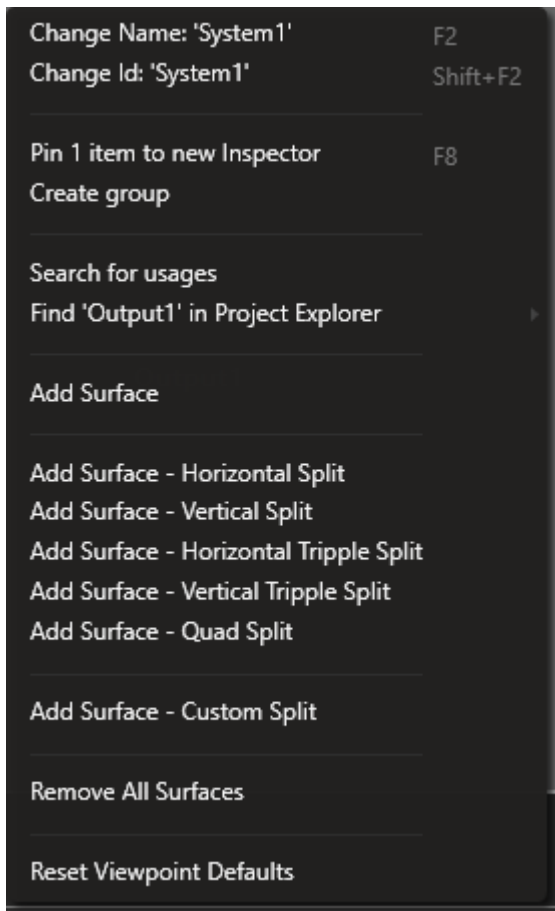 Change Name: 'System1' F2
Change Id: 'System1' Shift+F2
Pin 1 item to new Inspector F8
Create group
Search for usages
Find 'Output1' in Project Explorer
Add Surface
Add Surface - Horizontal Split
Add Surface - Vertical Split
Add Surface - Horizontal Tripple Split
Add Surface - Vertical Tripple Split
Add Surface - Quad Split
Add Surface - Custom Split
Remove All Surfaces
Reset Viewpoint Defaults